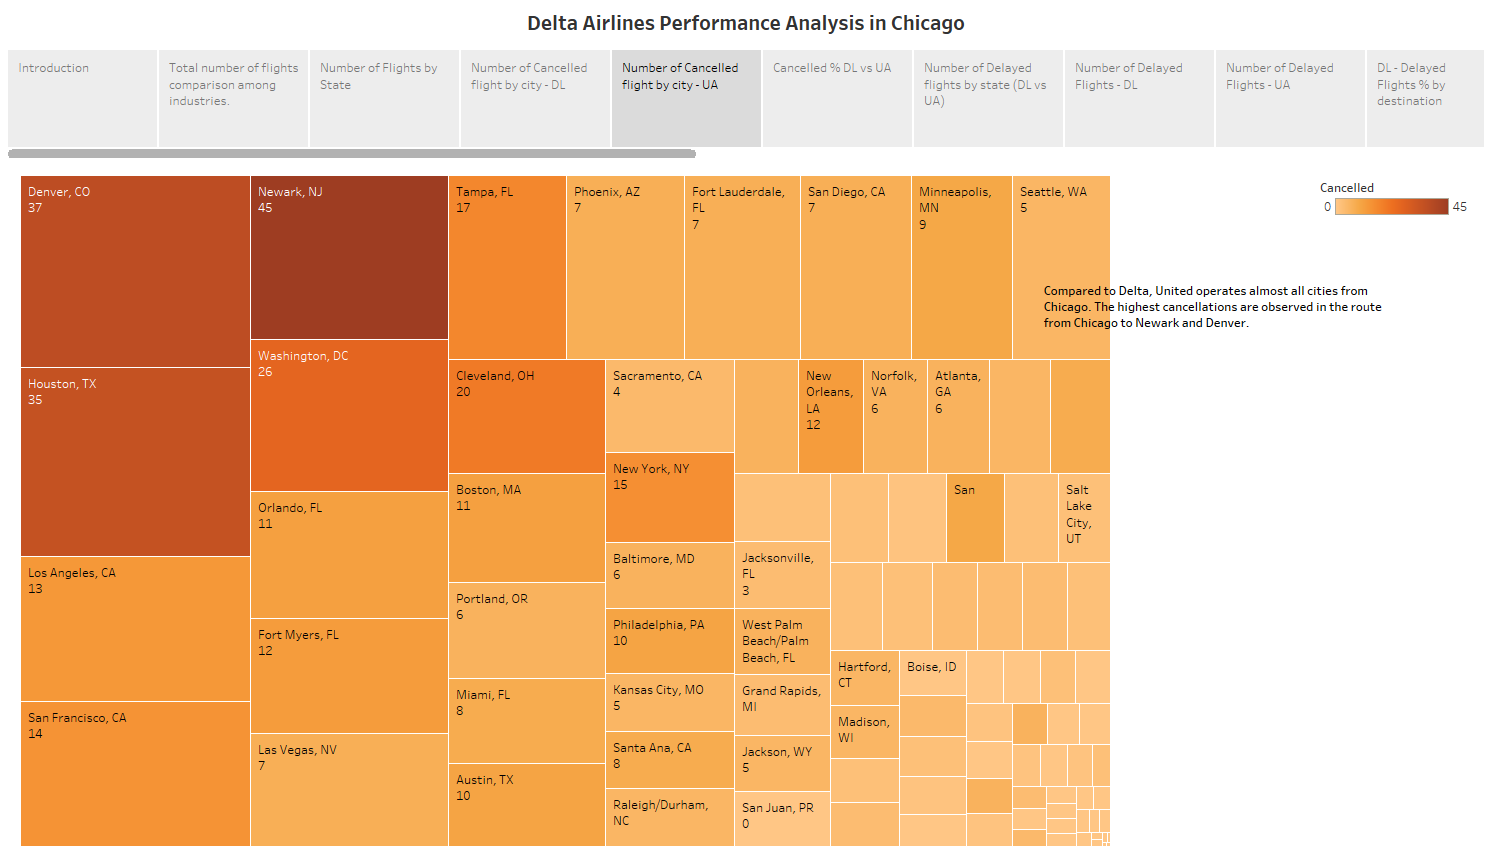 Delta Airlines Performance Analysis in Chicago
Introduction
Total number of flights
comparison among
industries.
Number of Flights by
State
Number of Cancelled
flight by city - DL
Number of Cancelled
flight by city - UA
Cancelled % DL vs UA
Number of Delayed
flights by state (DL vs
UA)
Number of Delayed
Flights - DL
Number of Delayed
Flights - UA
DL - Delayed
Flights % by
destination
Denver, CO
37
Newark, NJ
45
Tampa, FL
17
Phoenix, AZ
7
Fort Lauderdale,
FL
7
San Diego, CA
7
Minneapolis,
MN
9
Seattle, WA
5
Cancelled
0 45
Compared to Delta, United operates almost all cities from
Chicago. The highest cancellations are observed in the route
from Chicago to Newark and Denver.
Houston, TX
35
Washington, DC
26
Cleveland, OH
20
Sacramento, CA
4
New
Orleans,
LA
12
Norfolk,
VA
6
Atlanta,
GA
6
New York, NY
15
Boston, MA
11
San
Salt
Lake
City,
UT
Orlando, FL
11
Baltimore, MD
6
Jacksonville,
FL
3
Los Angeles, CA
13
Portland, OR
6
Philadelphia, PA
10
West Palm
Beach/Palm
Beach, FL
Fort Myers, FL
12
Hartford,
CT
Boise, ID
Miami, FL
8
Kansas City, MO
5
Grand Rapids,
MI
San Francisco, CA
14
Madison,
WI
Las Vegas, NV
7
Santa Ana, CA
8
Jackson, WY
5
Austin, TX
10
Raleigh/Durham,
NC
San Juan, PR
0